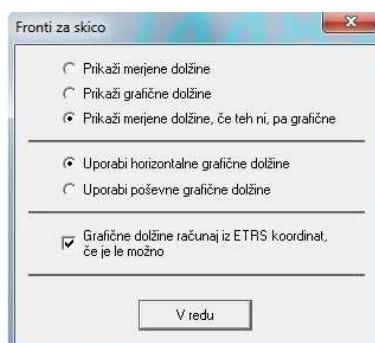 Fronti za skico
Prikaži merjene dolžine
Prikaži grafične dolžine
Prikaži merjene dolžine, če teh ni, pa grafične
Uporabi horizontalne grafične dolžine
Uporabi poševne grafične dolžine
Grafične dolžine računaj iz ETRS koordinat,
če je le možno
V redu